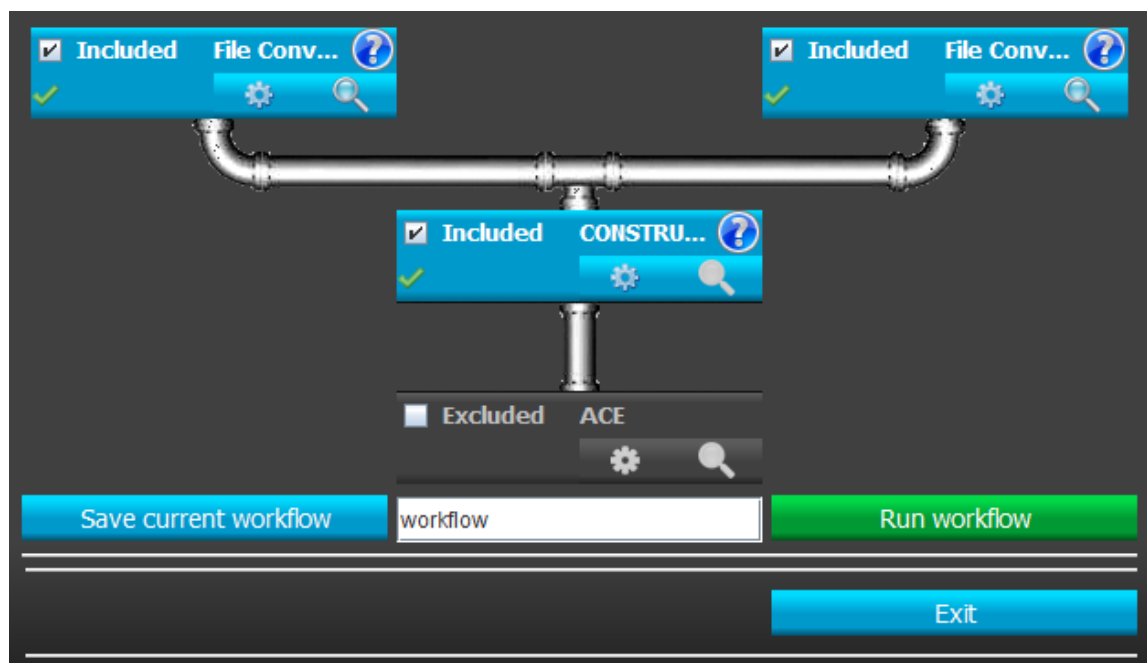 Included File Conv... ?
Included File Conv... ?
Included CONSTRU... ?
Excluded ACE
Save current workflow
workflow
Run workflow
Exit